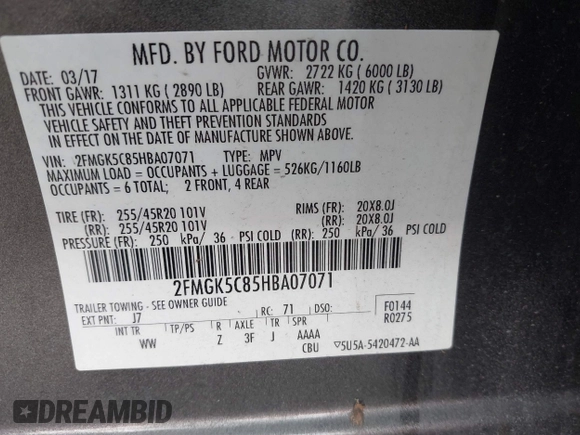 MFD. BY FORD MOTOR CO.
DATE: 03/17 GVWR: 2722 KG ( 6000 LB)
FRONT GAWR: 1311 KG ( 2890 LB) REAR GAWR: 1420 KG ( 3130 LB)
THIS VEHICLE CONFORMS TO ALL APPLICABLE FEDERAL MOTOR
VEHICLE SAFETY AND THEFT PREVENTION STANDARDS
IN EFFECT ON THE DATE OF MANUFACTURE SHOWN ABOVE.
VIN: 2FMGK5C85HBA07071 TYPE: MPV
MAXIMUM LOAD = OCCUPANTS + LUGGAGE = 526KG/1160LB
OCCUPANTS = 6 TOTAL; 2 FRONT, 4 REAR
TIRE (FR): 255/45R20 101V RIMS (FR): 20X8.0J
(RR): 255/45R20 101V (RR): 20X8.0J
PRESSURE (FR): 250 kPa/ 36 PSI COLD (RR): 250 kPa/ 36 PSI COLD
2FMGK5C85HBA07071
TRAILER TOWING - SEE OWNER GUIDE
EXT PNT: J7 RC: 71 DSO: F0144
INT TR TP/PS R AXLE TR SPR R0275
WW Z 3F J AAAA
CBU ▽5U5A-5420472-AA
DREAMBID